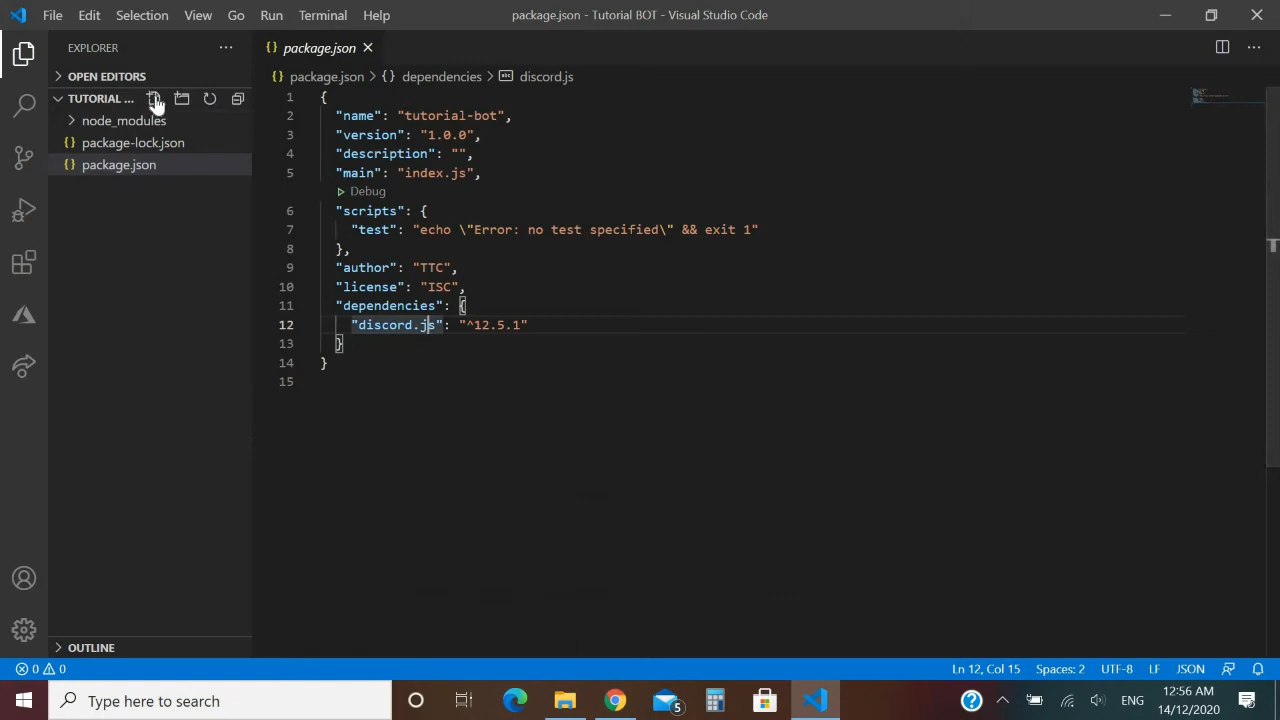 File Edit Selection View Go Run Terminal Help package.json - Tutorial BOT - Visual Studio Code
EXPLORER
{} package.json
OPEN EDITORS
{} package.json > {} dependencies > abc discord.js
TUTORIAL ...
node_modules
{} package-lock.json
{} package.json
1 {
2 "name": "tutorial-bot",
3 "version": "1.0.0",
4 "description": "",
5 "main": "index.js",
Debug
6 "scripts": {
7 "test": "echo \"Error: no test specified\" && exit 1"
8 },
9 "author": "TTC",
10 "license": "ISC",
11 "dependencies": {
12 "discord.js": "^12.5.1"
13 }
14 }
15
OUTLINE
0 0 Ln 12, Col 15 Spaces: 2 UTF-8 LF JSON
Type here to search
5
ENG
12:56 AM
14/12/2020